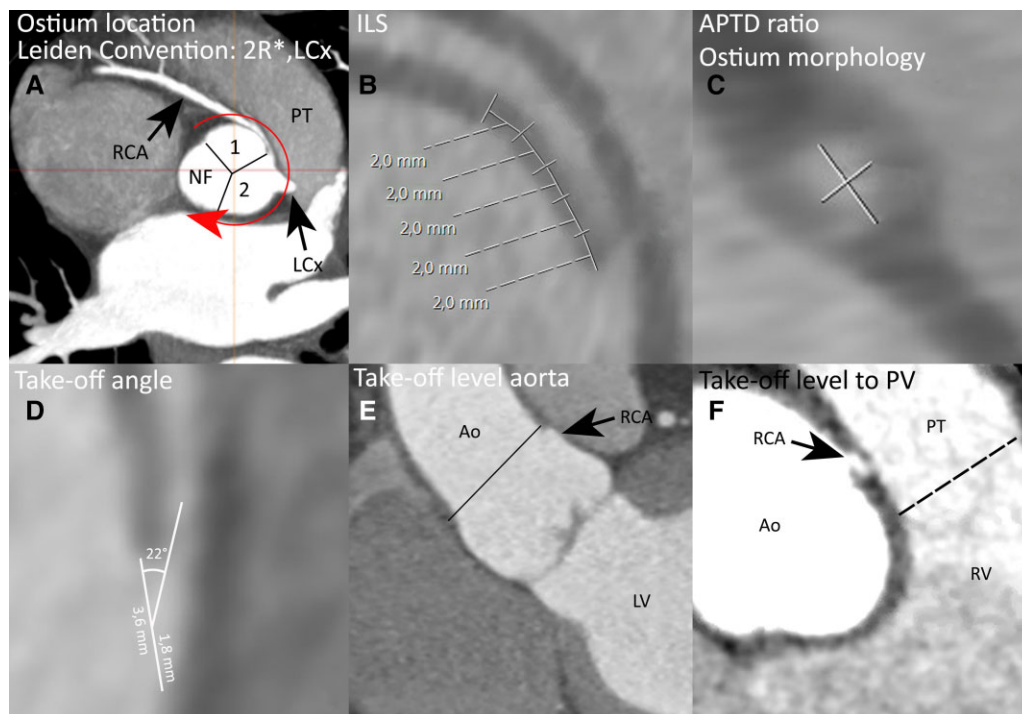 Ostium location
Leiden Convention: 2R*,LCx
A
RCA
PT
1
NF
2
LCx
ILS
B
2,0 mm
2,0 mm
2,0 mm
2,0 mm
2,0 mm
APTD ratio
Ostium morphology
C
Take-off angle
D
22°
3,6 mm
1,8 mm
Take-off level aorta
E
RCA
Ao
LV
Take-off level to PV
F
PT
RCA
Ao
RV